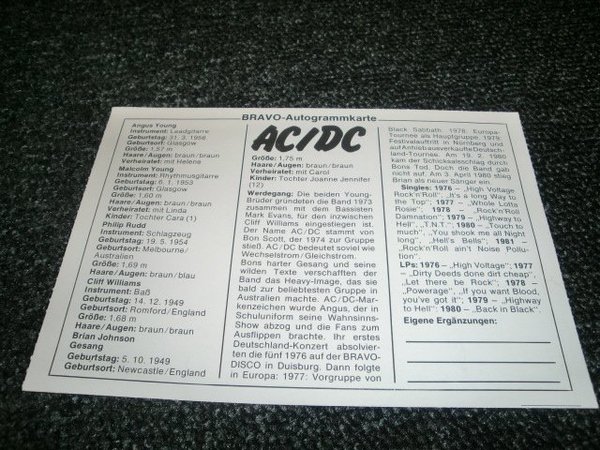 BRAVO-Autogrammkarte
Angus Young
Instrument: Leadgitarre
Geburtstag: 31. 3. 1956
Geburtsort: Glasgow
Größe: 1,57 m
Haare/Augen: braun/braun
Verheiratet: mit Helena
Malcolm Young
Instrument: Rhythmusgitarre
Geburtstag: 6. 1. 1953
Geburtsort: Glasgow
Größe: 1,60 m
Haare/Augen: braun/braun
Verheiratet: mit Linda
Kinder: Tochter Cara (1)
Philip Rudd
Instrument: Schlagzeug
Geburtstag: 19. 5. 1954
Geburtsort: Melbourne/
Australien
Größe: 1,69 m
Haare/Augen: braun/blau
Cliff Williams
Instrument: Baß
Geburtstag: 14. 12. 1949
Geburtsort: Romford/England
Größe: 1,68 m
Haare/Augen: braun/braun
Brian Johnson
Gesang
Geburtstag: 5. 10. 1949
Geburtsort: Newcastle/England
AC/DC
Größe: 1,75 m
Haare/Augen: braun/braun
Verheiratet: mit Carol
Kinder: Tochter Joanne Jennifer
(12)
Werdegang: Die beiden Young-
Brüder gründeten die Band 1973
zusammen mit dem Bassisten
Mark Evans, für den inzwischen
Cliff Williams eingestiegen ist.
Der Name AC/DC stammt von
Bon Scott, der 1974 zur Gruppe
stieß. AC/DC bedeutet soviel wie
Wechselstrom/Gleichstrom.
Bons harter Gesang und seine
wilden Texte verschafften der
Band das Heavy-Image, das sie
bald zur beliebtesten Gruppe in
Australien machte. AC/DC-Mar-
kenzeichen wurde Angus, der in
Schuluniform seine Wahnsinns-
Show abzog und die Fans zum
Ausflippen brachte. Ihr erstes
Deutschland-Konzert absolvier-
ten die fünf 1976 auf der BRAVO-
DISCO in Duisburg. Dann folgte
in Europa: 1977: Vorgruppe von
Black Sabbath. 1978: Europa-
Tournee als Hauptgruppe. 1979:
Festivalauftritt in Nürnberg und
auf Anhieb ausverkaufte Deutsch-
land-Tournee. Am 19. 2. 1980
kam der Schicksalsschlag durch
Bons Tod. Doch die Band gab
nicht auf. Am 3. April 1980 stieg
Brian als neuer Sänger ein.
Singles: 1976 – „High Voltage
Rock'n'Roll", „It's a long Way to
the Top"; 1977 – „Whole Lotta
Rosie"; 1978 – „Rock'n'Roll
Damnation"; 1979 – „Highway to
Hell", „T.N.T."; 1980 – „Touch to
much", „You shook me all Night
long", „Hell's Bells"; 1981 –
„Rock'n'Roll ain't Noise Pollu-
tion".
LPs: 1976 – „High Voltage"; 1977
– „Dirty Deeds done dirt cheap",
„Let there be Rock"; 1978 –
„Powerage", „If you want Blood,
you've got it"; 1979 – „Highway
to Hell"; 1980 – „Back in Black".
Eigene Ergänzungen: